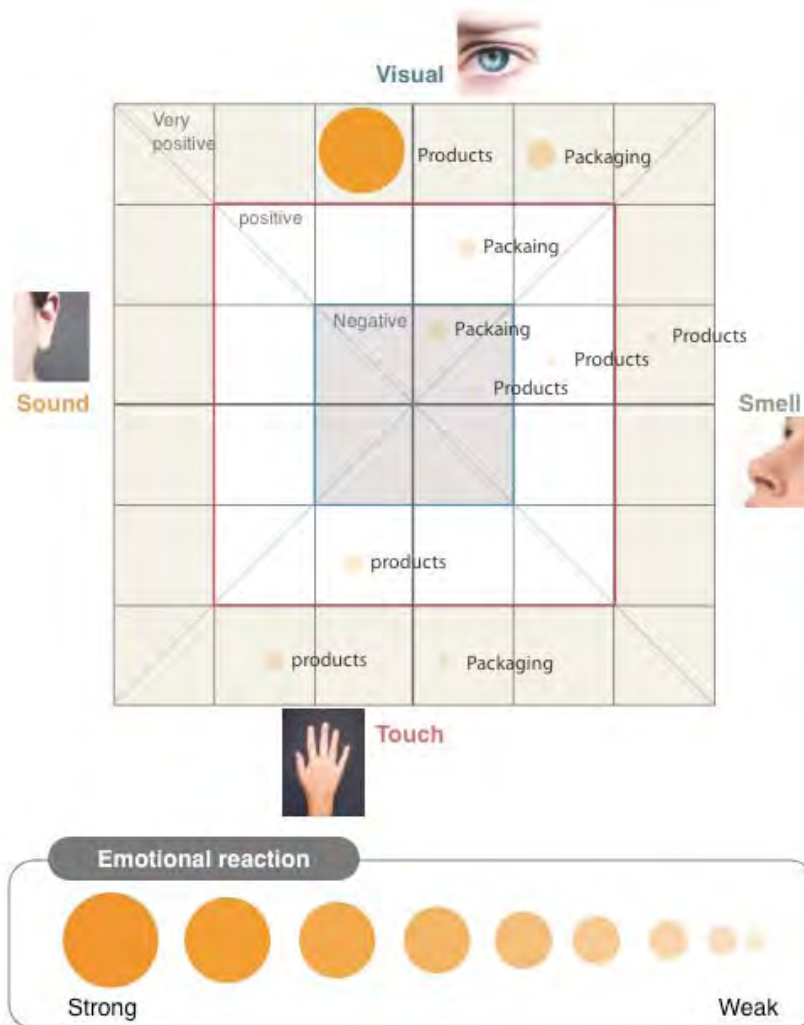 Visual
Very
positive
Products
Packaging
positive
Packaing
Negative
Packaing
Products
Products
Products
Sound
Smell
products
products
Packaging
Touch
Emotional reaction
Strong
Weak